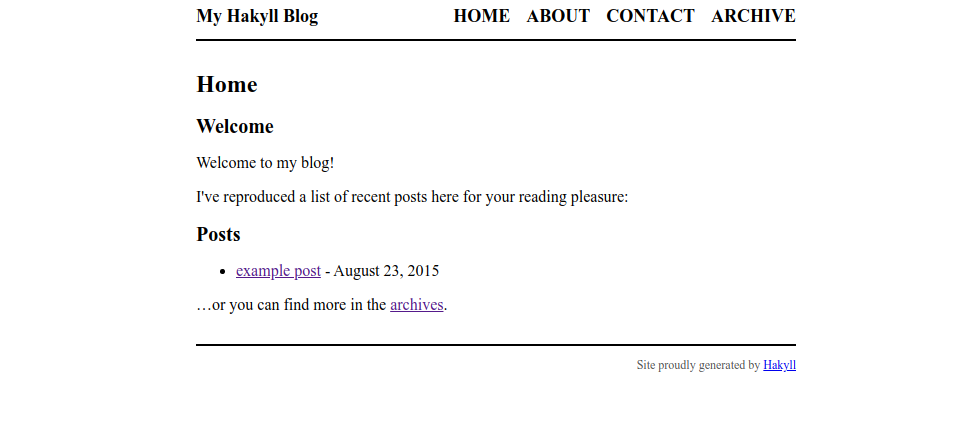 My Hakyll Blog HOME ABOUT CONTACT ARCHIVE
Home
Welcome
Welcome to my blog!
I've reproduced a list of recent posts here for your reading pleasure:
Posts
• example post - August 23, 2015
…or you can find more in the archives.
Site proudly generated by Hakyll